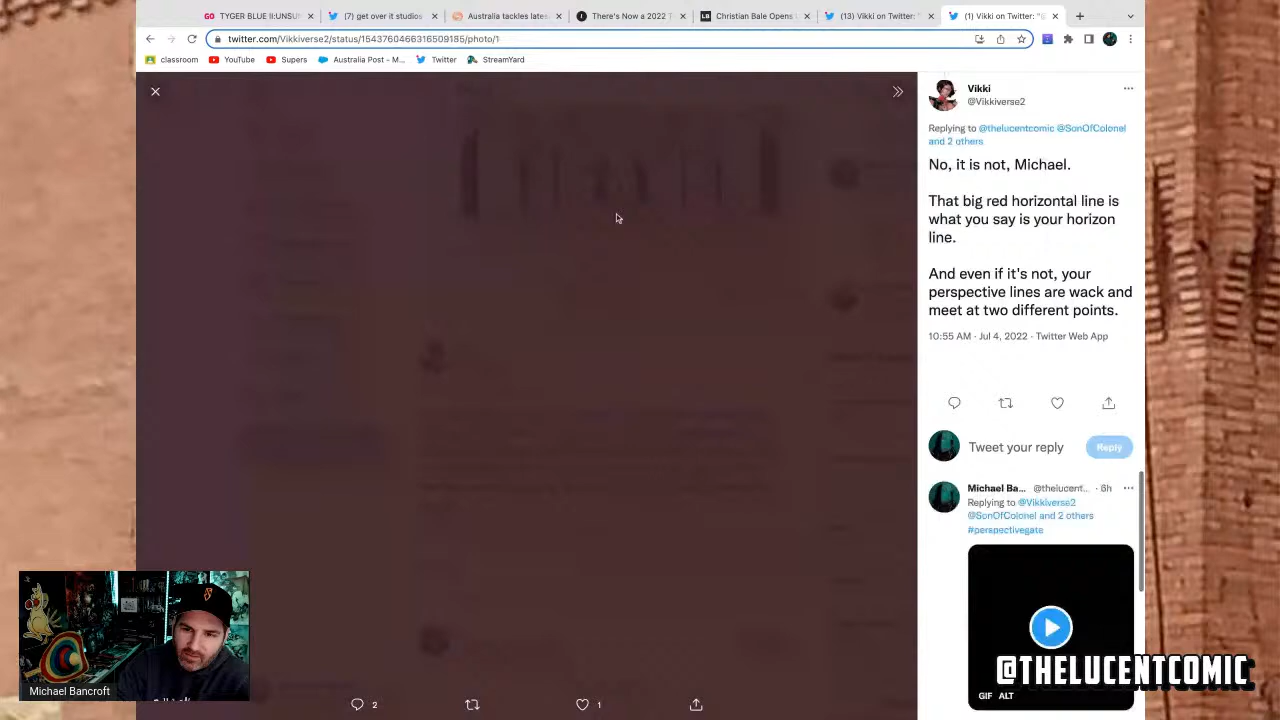 GO TYGER BLUE II:UNSU
(7) get over it studios
Australia tackles lates
There's Now a 2022 T
LB Christian Bale Opens U
(13) Vikki on Twitter: "
(1) Vikki on Twitter: "@
twitter.com/Vikkiverse2/status/1543760466316509185/photo/1
classroom
YouTube
Supers
Australia Post - M...
Twitter
StreamYard
Vikki
@Vikkiverse2
Replying to @thelucentcomic @SonOfColonel
and 2 others
No, it is not, Michael.
That big red horizontal line is
what you say is your horizon
line.
And even if it's not, your
perspective lines are wack and
meet at two different points.
10:55 AM · Jul 4, 2022 · Twitter Web App
Tweet your reply
Reply
Michael Ba... @thelucent.. · 6h
Replying to @Vikkiverse2
@SonOfColonel and 2 others
#perspectivegate
GIF ALT
1
Michael Bancroft
@THELUCENTCOMIC